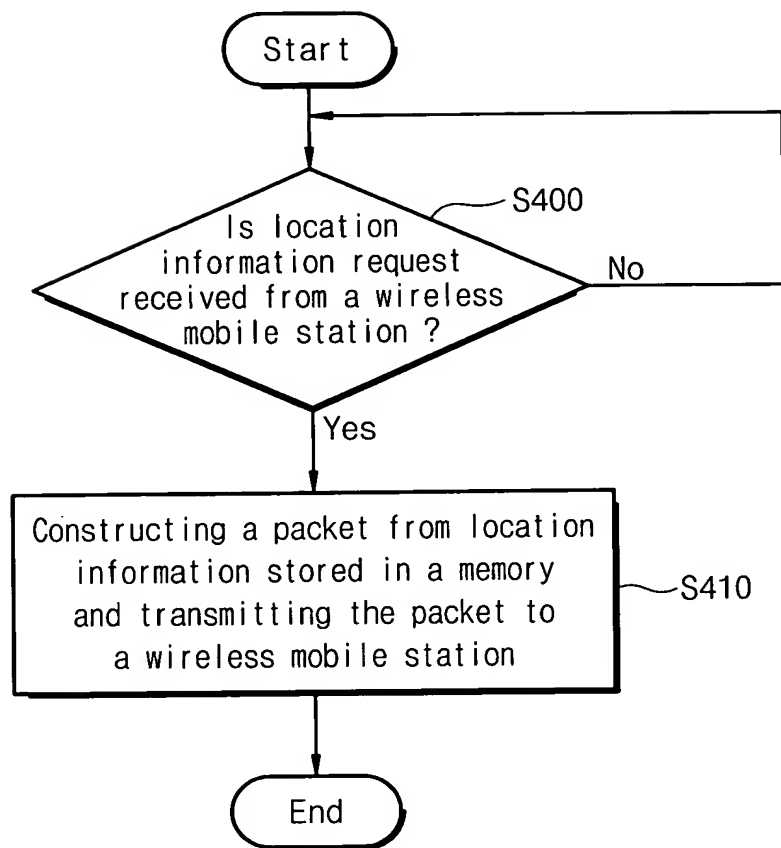 Start
S400
Is location
information request
received from a wireless
mobile station ?
No
Yes
Constructing a packet from location
information stored in a memory
and transmitting the packet to
a wireless mobile station
S410
End